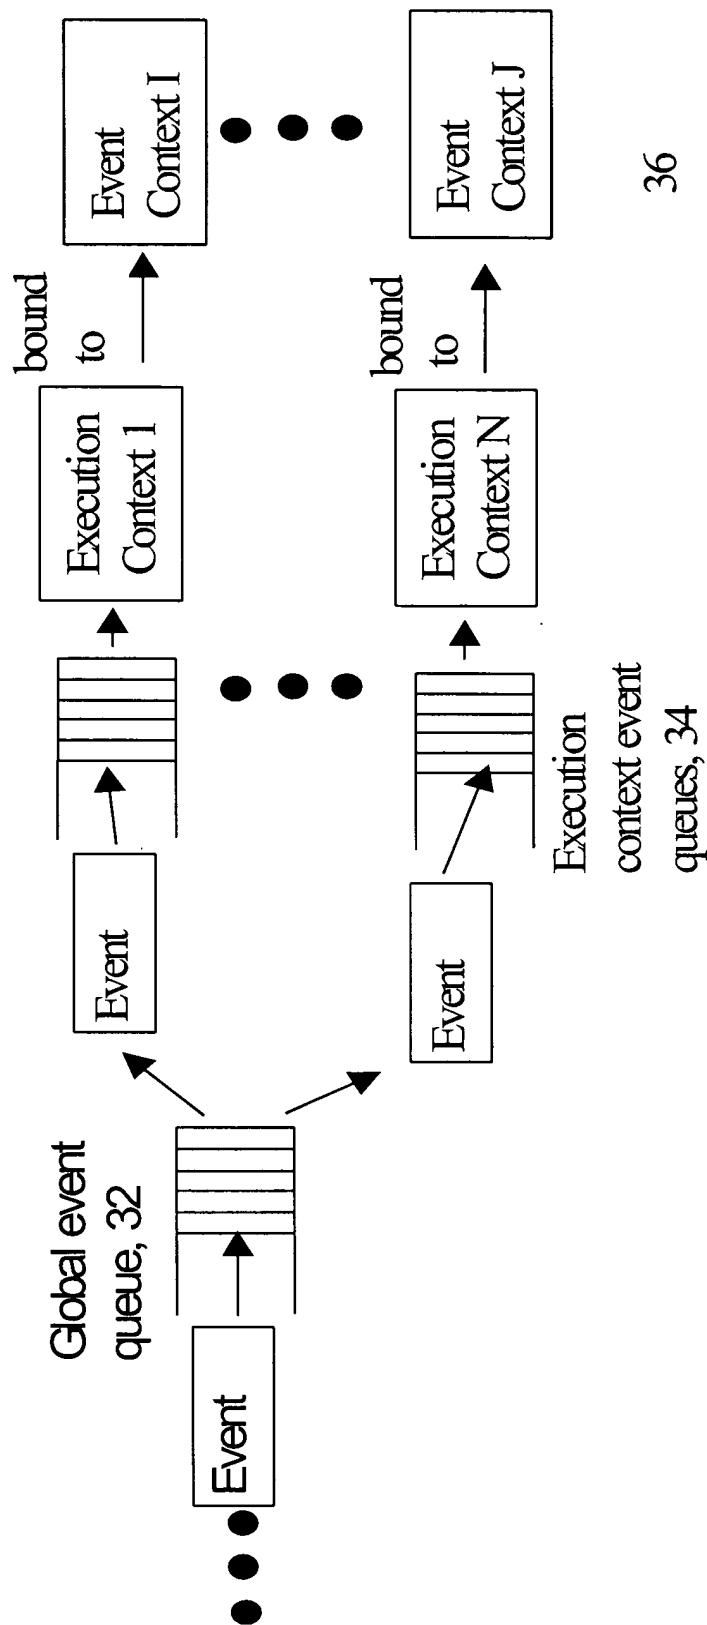 Event
Global event
queue, 32
Event
Event
Execution
context event
queues, 34
Execution
Context 1
Execution
Context N
bound
to
bound
to
Event
Context I
Event
Context J
36